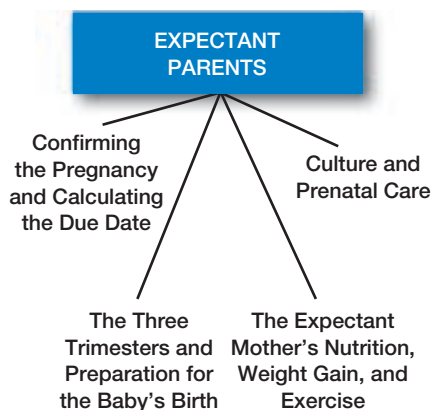 EXPECTANT
PARENTS
Confirming
the Pregnancy
and Calculating
the Due Date
Culture and
Prenatal Care
The Three
Trimesters and
Preparation for
the Baby’s Birth
The Expectant
Mother’s Nutrition,
Weight Gain, and
Exercise